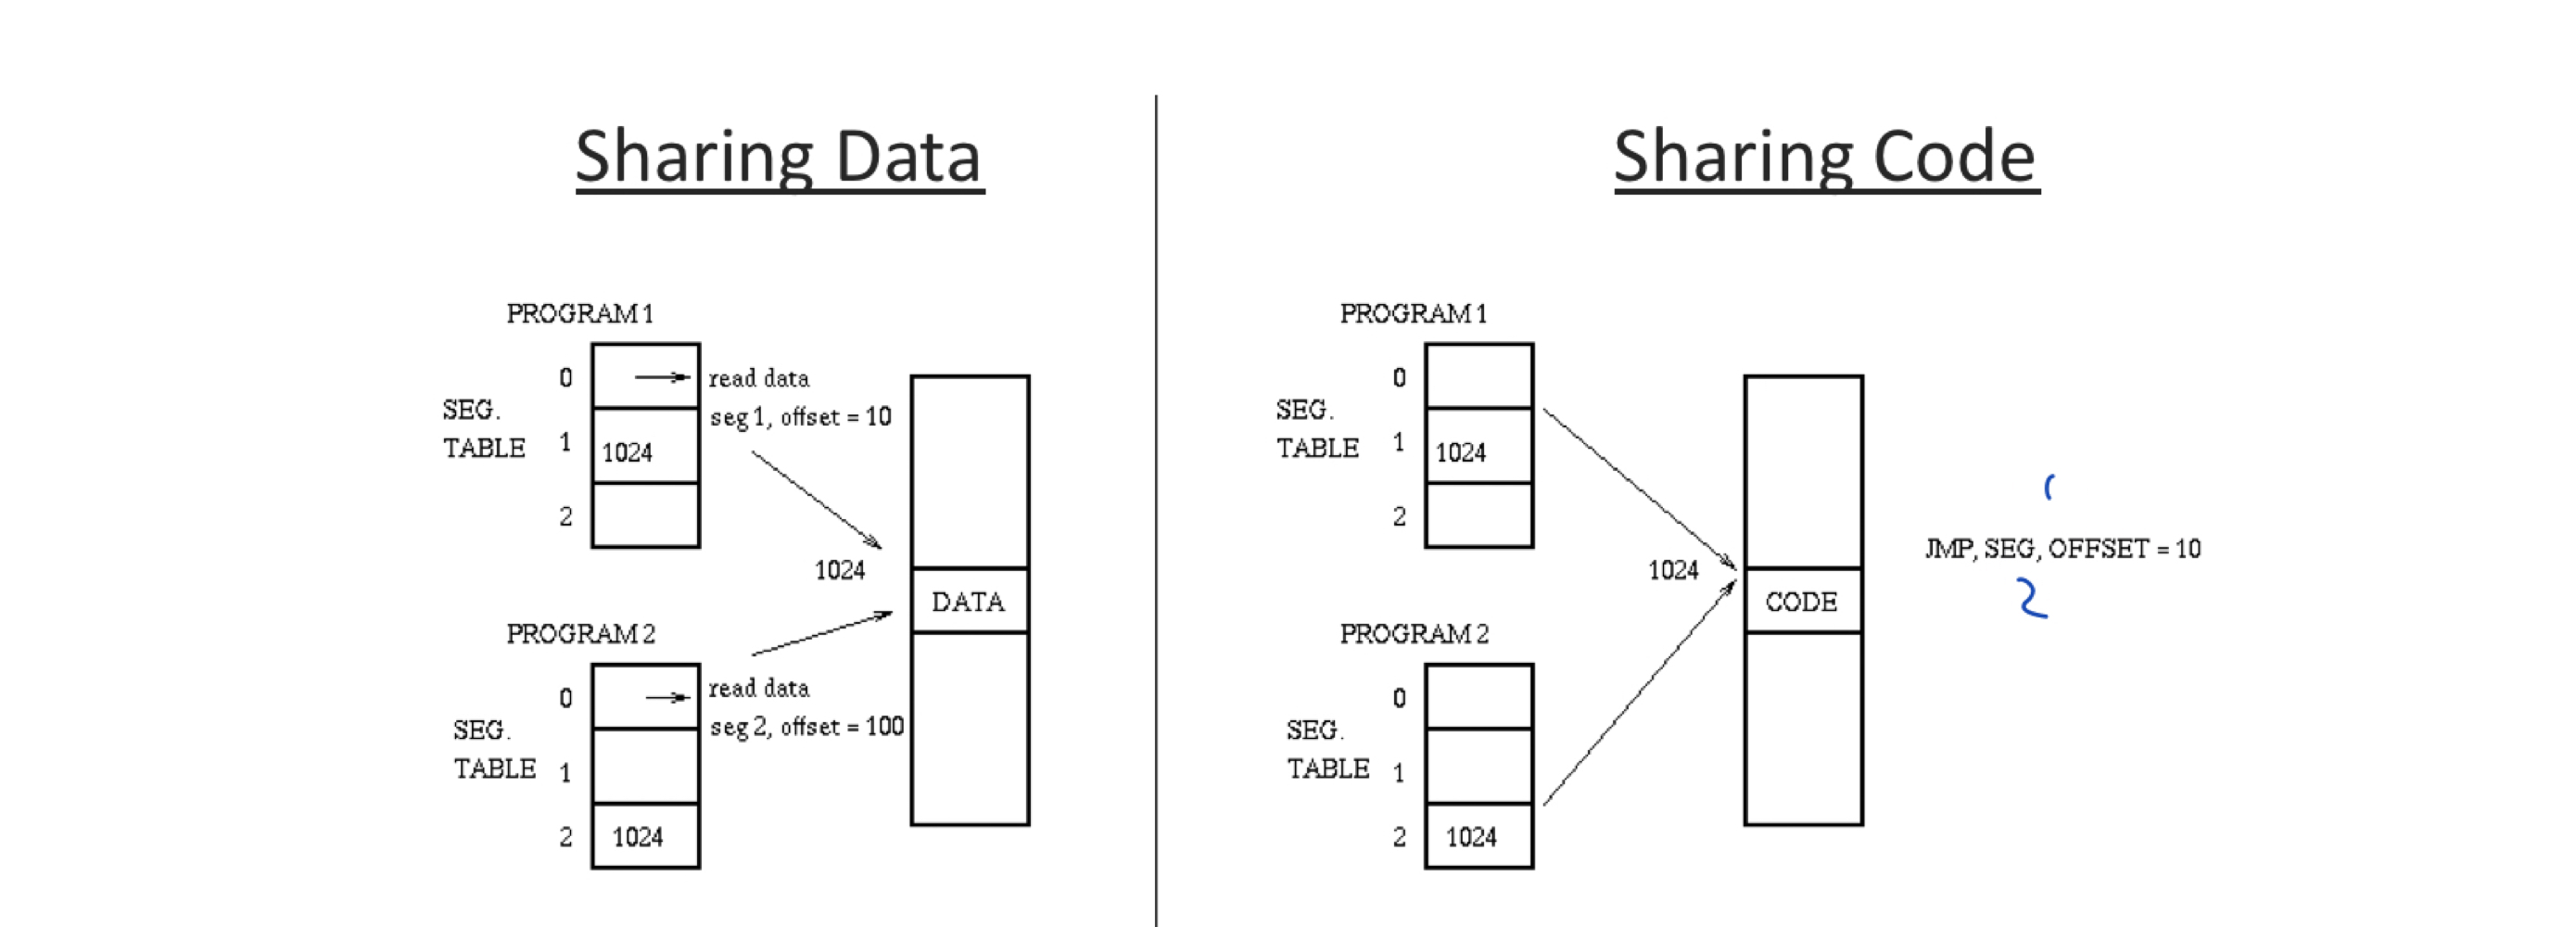 Sharing Data
PROGRAM 1
0
read data
seg 1, offset = 10
SEG.
TABLE
1
1024
2
1024
DATA
PROGRAM 2
0
read data
seg 2, offset = 100
SEG.
TABLE
1
2
1024
Sharing Code
PROGRAM 1
0
SEG.
TABLE
1
1024
2
1024
CODE
JMP, SEG, OFFSET = 10
2
PROGRAM 2
0
SEG.
TABLE
1
2
1024